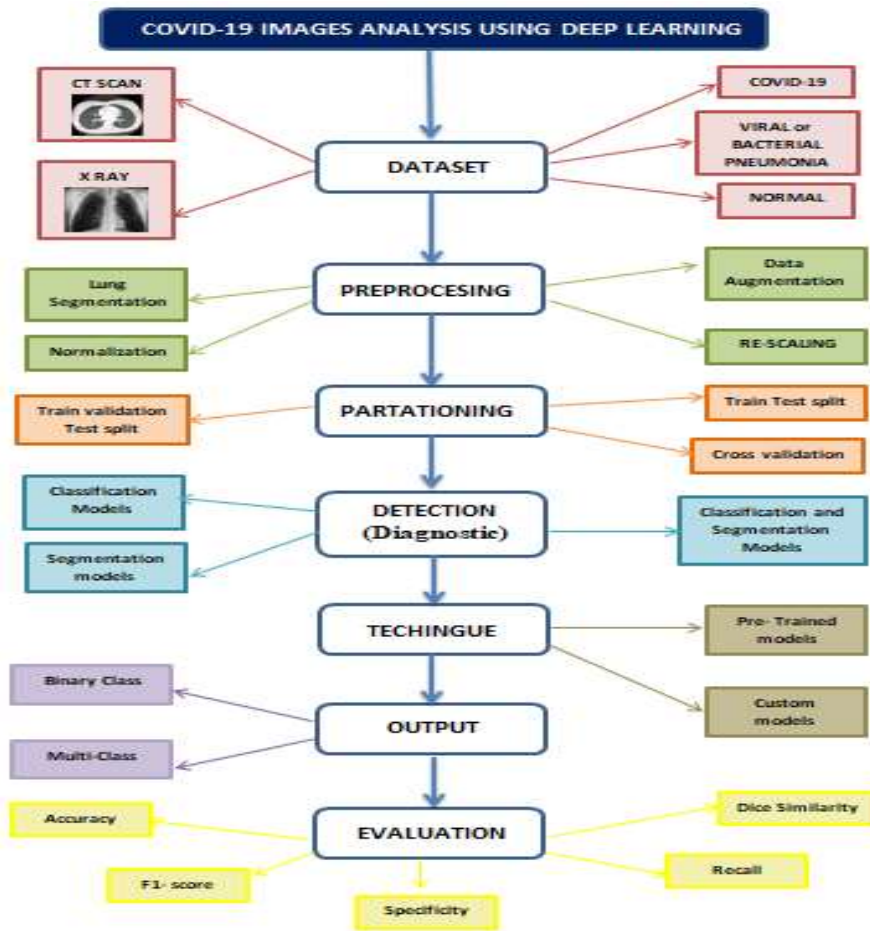 COVID-19 IMAGES ANALYSIS USING DEEP LEARNING
CT SCAN
X RAY
DATASET
COVID-19
VIRAL or
BACTERIAL
PNEUMONIA
NORMAL
Lung
Segmentation
Normalization
PREPROCESING
Data
Augmentation
RE-SCALING
Train validation
Test split
PARTATIONING
Train Test split
Cross validation
Classification
Models
Segmentation
models
DETECTION
(Diagnostic)
Classification and
Segmentation
Models
TECHINGUE
Pre- Trained
models
Custom
models
Binary Class
Multi-Class
OUTPUT
EVALUATION
Accuracy
F1- score
Specificity
Recall
Dice Similarity